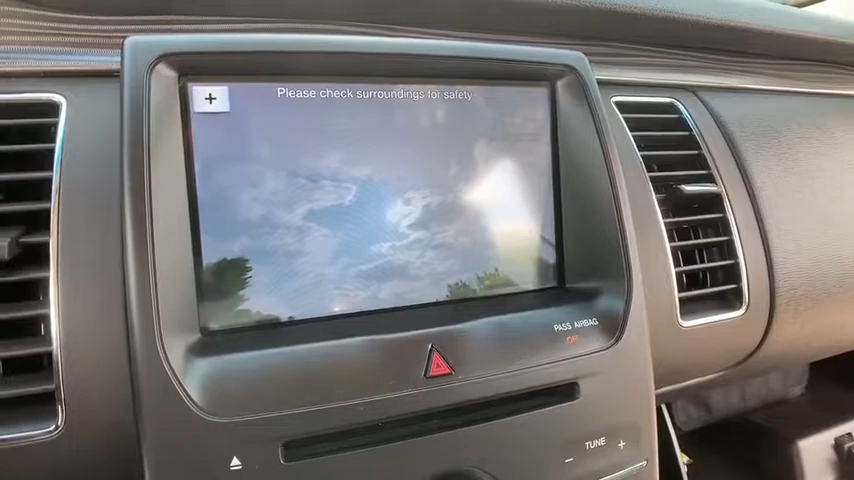 +
Please check surroundings for safety
PASS AIRBAG
OFF
- TUNE +